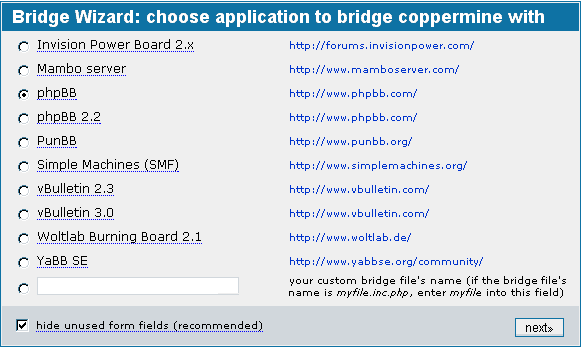 Bridge Wizard: choose application to bridge coppermine with
Invision Power Board 2.x http://forums.invisionpower.com/
Mambo server http://www.mamboserver.com/
phpBB http://www.phpbb.com/
phpBB 2.2 http://www.phpbb.com/
PunBB http://www.punbb.org/
Simple Machines (SMF) http://www.simplemachines.org/
vBulletin 2.3 http://www.vbulletin.com/
vBulletin 3.0 http://www.vbulletin.com/
Woltlab Burning Board 2.1 http://www.woltlab.de/
YaBB SE http://www.yabbse.org/community/
your custom bridge file's name (if the bridge file's
name is myfile.inc.php, enter myfile into this field)
hide unused form fields (recommended) next»